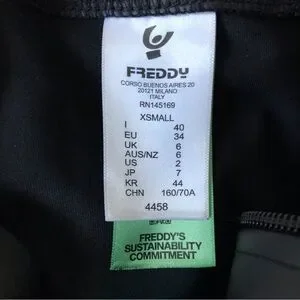 FREDDY
CORSO BUENOS AIRES 20
20121 MILANO
ITALY
RN145169
XSMALL
I 40
EU 34
UK 6
AUS/NZ 6
US 2
JP 7
KR 44
CHN 160/70A
4458
FREDDY'S
SUSTAINABILITY
COMMITMENT